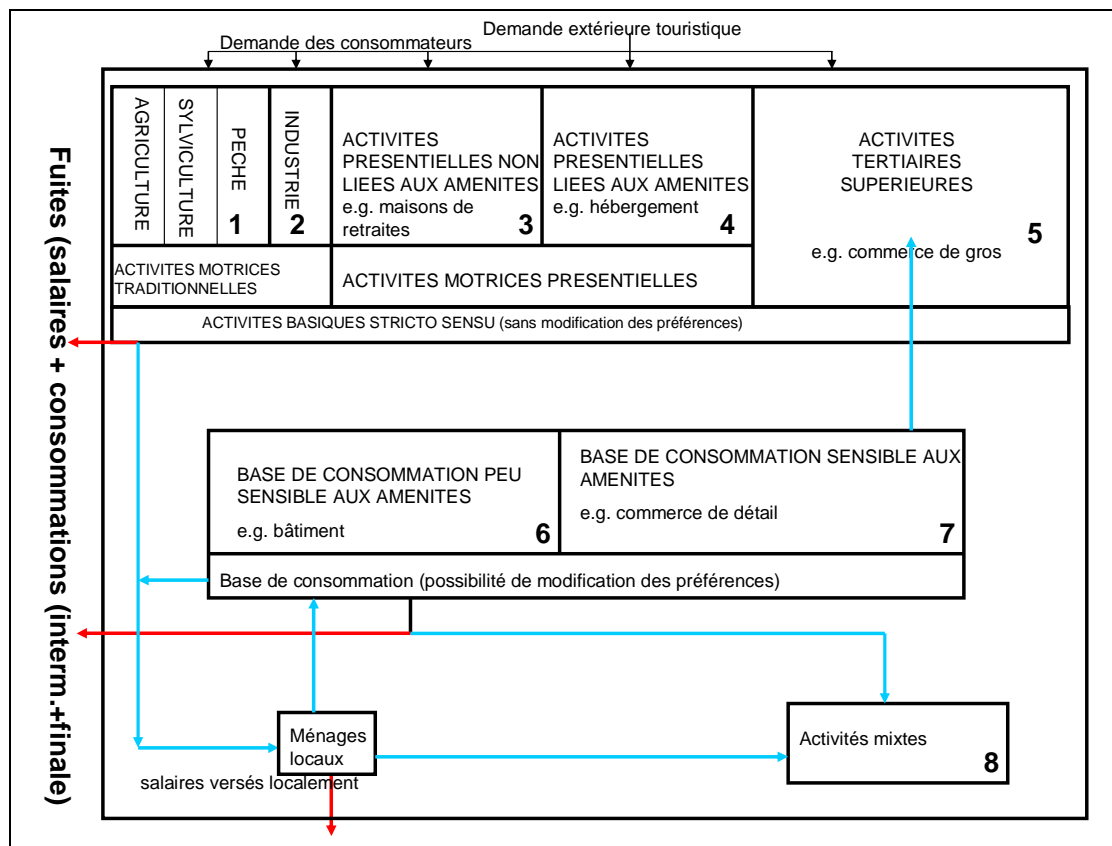 Demande extérieure touristique
Demande des consommateurs
AGRICULTURE
SYLVICULTURE
PECHE
1
INDUSTRIE
2
ACTIVITES
PRESENTIELLES NON
LIEES AUX AMENITES
e.g. maisons de
retraites
3
ACTIVITES
PRESENTIELLES
LIEES AUX AMENITES
e.g. hébergement
4
ACTIVITES
TERTIAIRES
SUPERIEURES
e.g. commerce de gros
5
ACTIVITES MOTRICES
TRADITIONNELLES
ACTIVITES MOTRICES PRESENTIELLES
ACTIVITES BASIQUES STRICTO SENSU (sans modification des préférences)
Fuites (salaires + consommations (interm.+finale)
BASE DE CONSOMMATION PEU
SENSIBLE AUX AMENITES
e.g. bâtiment
6
BASE DE CONSOMMATION SENSIBLE AUX
AMENITES
e.g. commerce de détail
7
Base de consommation (possibilité de modification des préférences)
Ménages
locaux
salaires versés localement
Activités mixtes
8